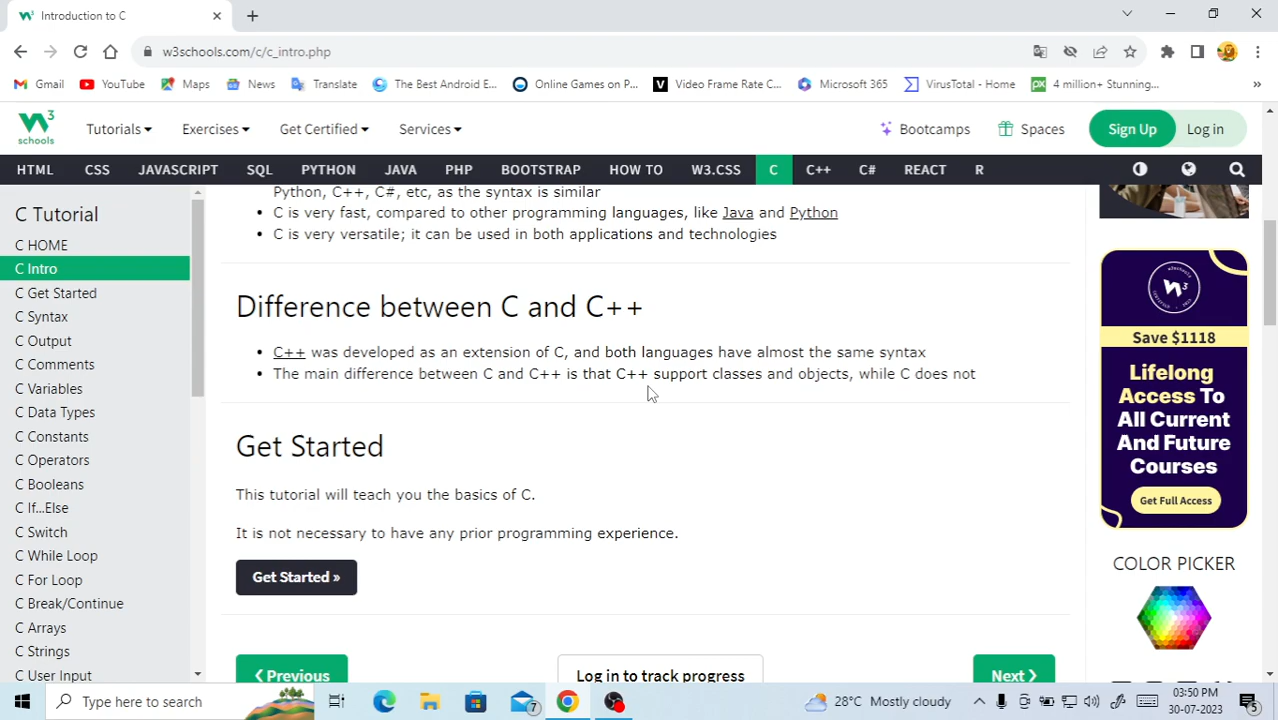 Introduction to C
w3schools.com/c/c_intro.php
Gmail YouTube Maps News Translate The Best Android E... Online Games on P... Video Frame Rate C... Microsoft 365 VirusTotal - Home 4 million+ Stunning... »
W3 schools Tutorials Exercises Get Certified Services Bootcamps Spaces Sign Up Log in
HTML CSS JAVASCRIPT SQL PYTHON JAVA PHP BOOTSTRAP HOW TO W3.CSS C C++ C# REACT R
C Tutorial
C HOME
C Intro
C Get Started
C Syntax
C Output
C Comments
C Variables
C Data Types
C Constants
C Operators
C Booleans
C If...Else
C Switch
C While Loop
C For Loop
C Break/Continue
C Arrays
C Strings
C User Input
Python, C++, C#, etc, as the syntax is similar
• C is very fast, compared to other programming languages, like Java and Python
• C is very versatile; it can be used in both applications and technologies
Difference between C and C++
• C++ was developed as an extension of C, and both languages have almost the same syntax
• The main difference between C and C++ is that C++ support classes and objects, while C does not
Get Started
This tutorial will teach you the basics of C.
It is not necessary to have any prior programming experience.
Get Started »
❮ Previous Log in to track progress Next ❯
Save $1118
Lifelong
Access To
All Current
And Future
Courses
Get Full Access
COLOR PICKER
Type here to search 7 28°C Mostly cloudy 03:50 PM
30-07-2023 5